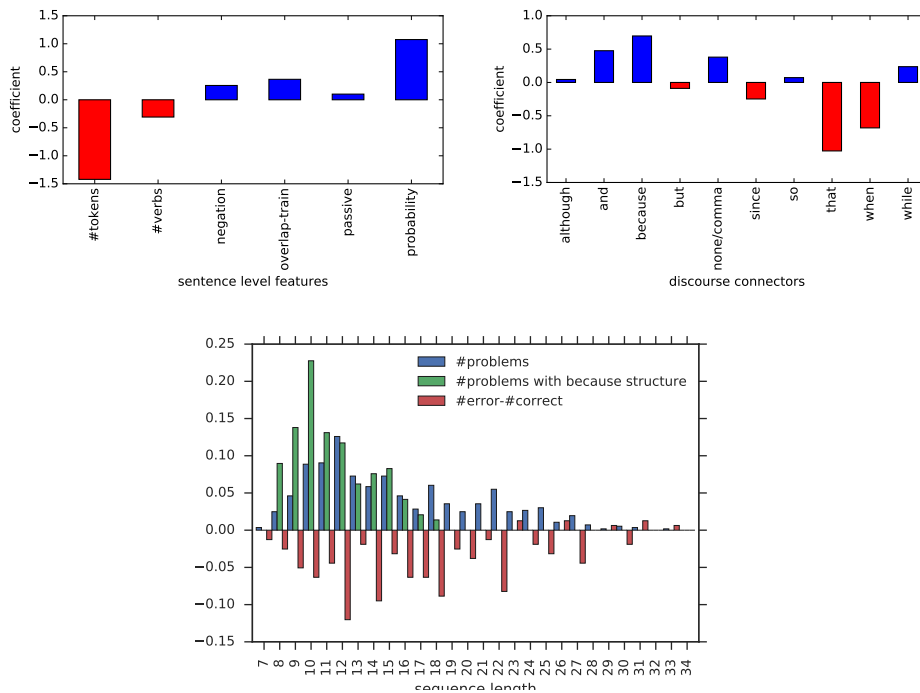 1.5
1.0
0.5
0.0
−0.5
−1.0
−1.5
coefficient
#tokens
#verbs
negation
overlap-train
passive
probability
sentence level features
1.0
0.5
0.0
−0.5
−1.0
−1.5
coefficient
although
and
because
but
none/comma
since
so
that
when
while
discourse connectors
0.25
0.20
0.15
0.10
0.05
0.00
−0.05
−0.10
−0.15
#problems
#problems with because structure
#error-#correct
7
8
9
10
11
12
13
14
15
16
17
18
19
20
21
22
23
24
25
26
27
28
29
30
31
32
33
34
sequence length